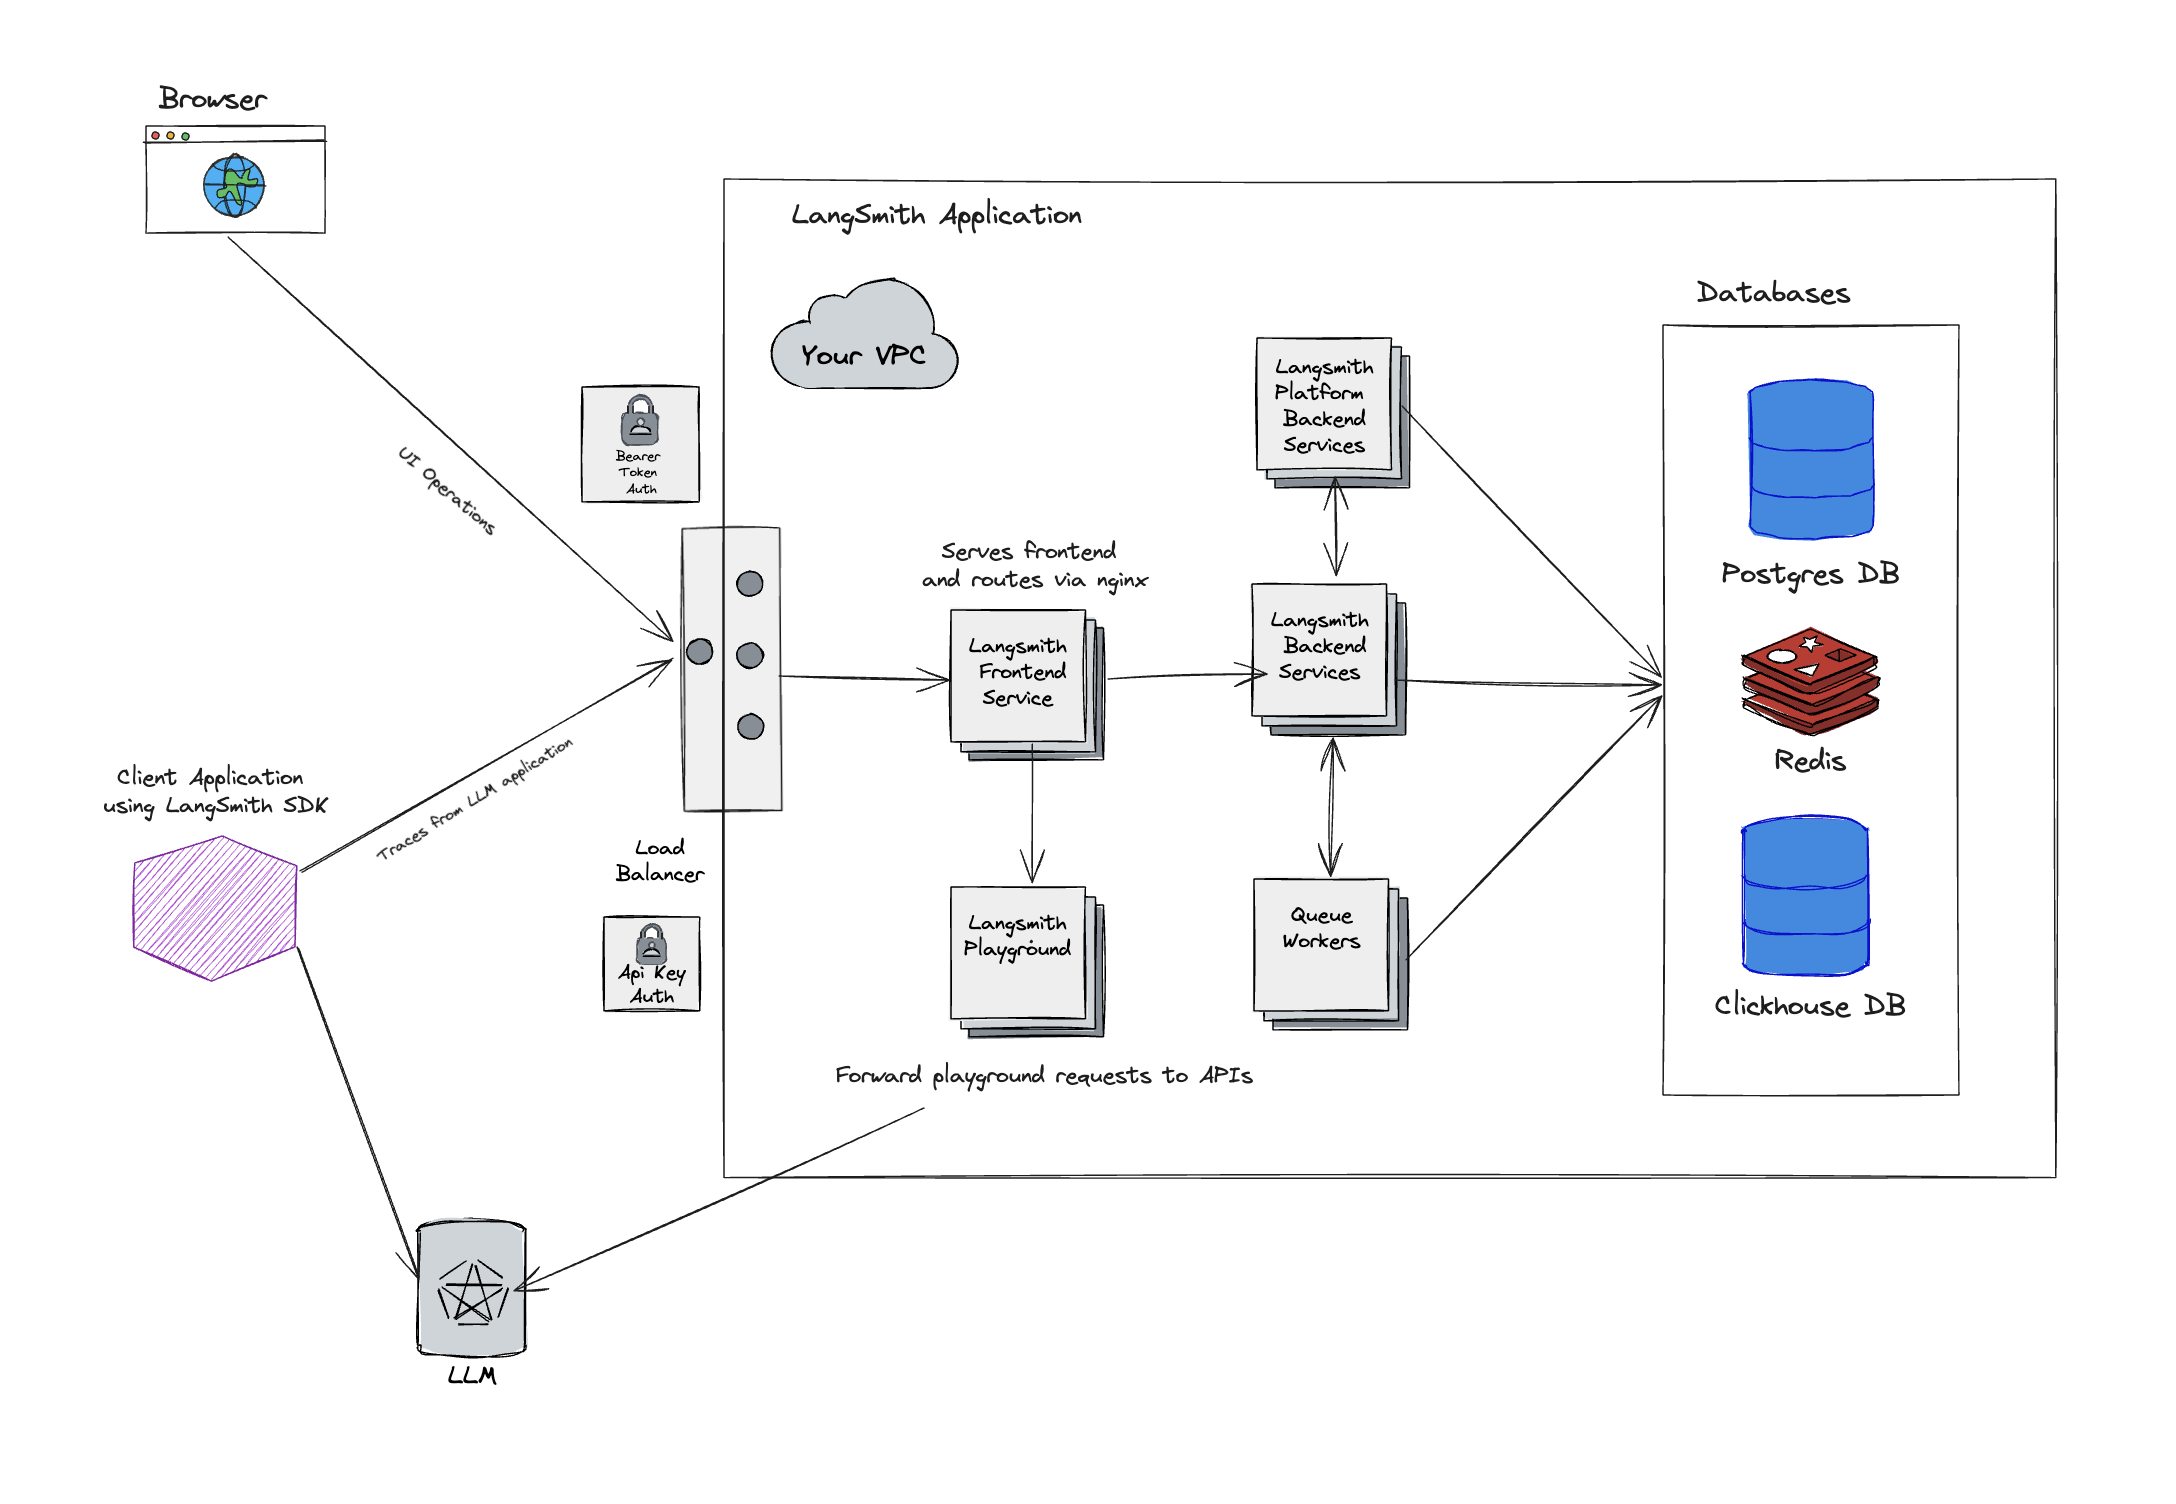 Browser
LangSmith Application
Your VPC
Databases
Langsmith
Platform
Backend
Services
Bearer
Token
Auth
UI Operations
Postgres DB
Serves frontend
and routes via nginx
Langsmith
Frontend
Service
Langsmith
Backend
Services
Redis
Client Application
using LangSmith SDK
Traces from LLM application
Load
Balancer
Api Key
Auth
Langsmith
Playground
Queue
Workers
Clickhouse DB
Forward playground requests to APIs
LLM